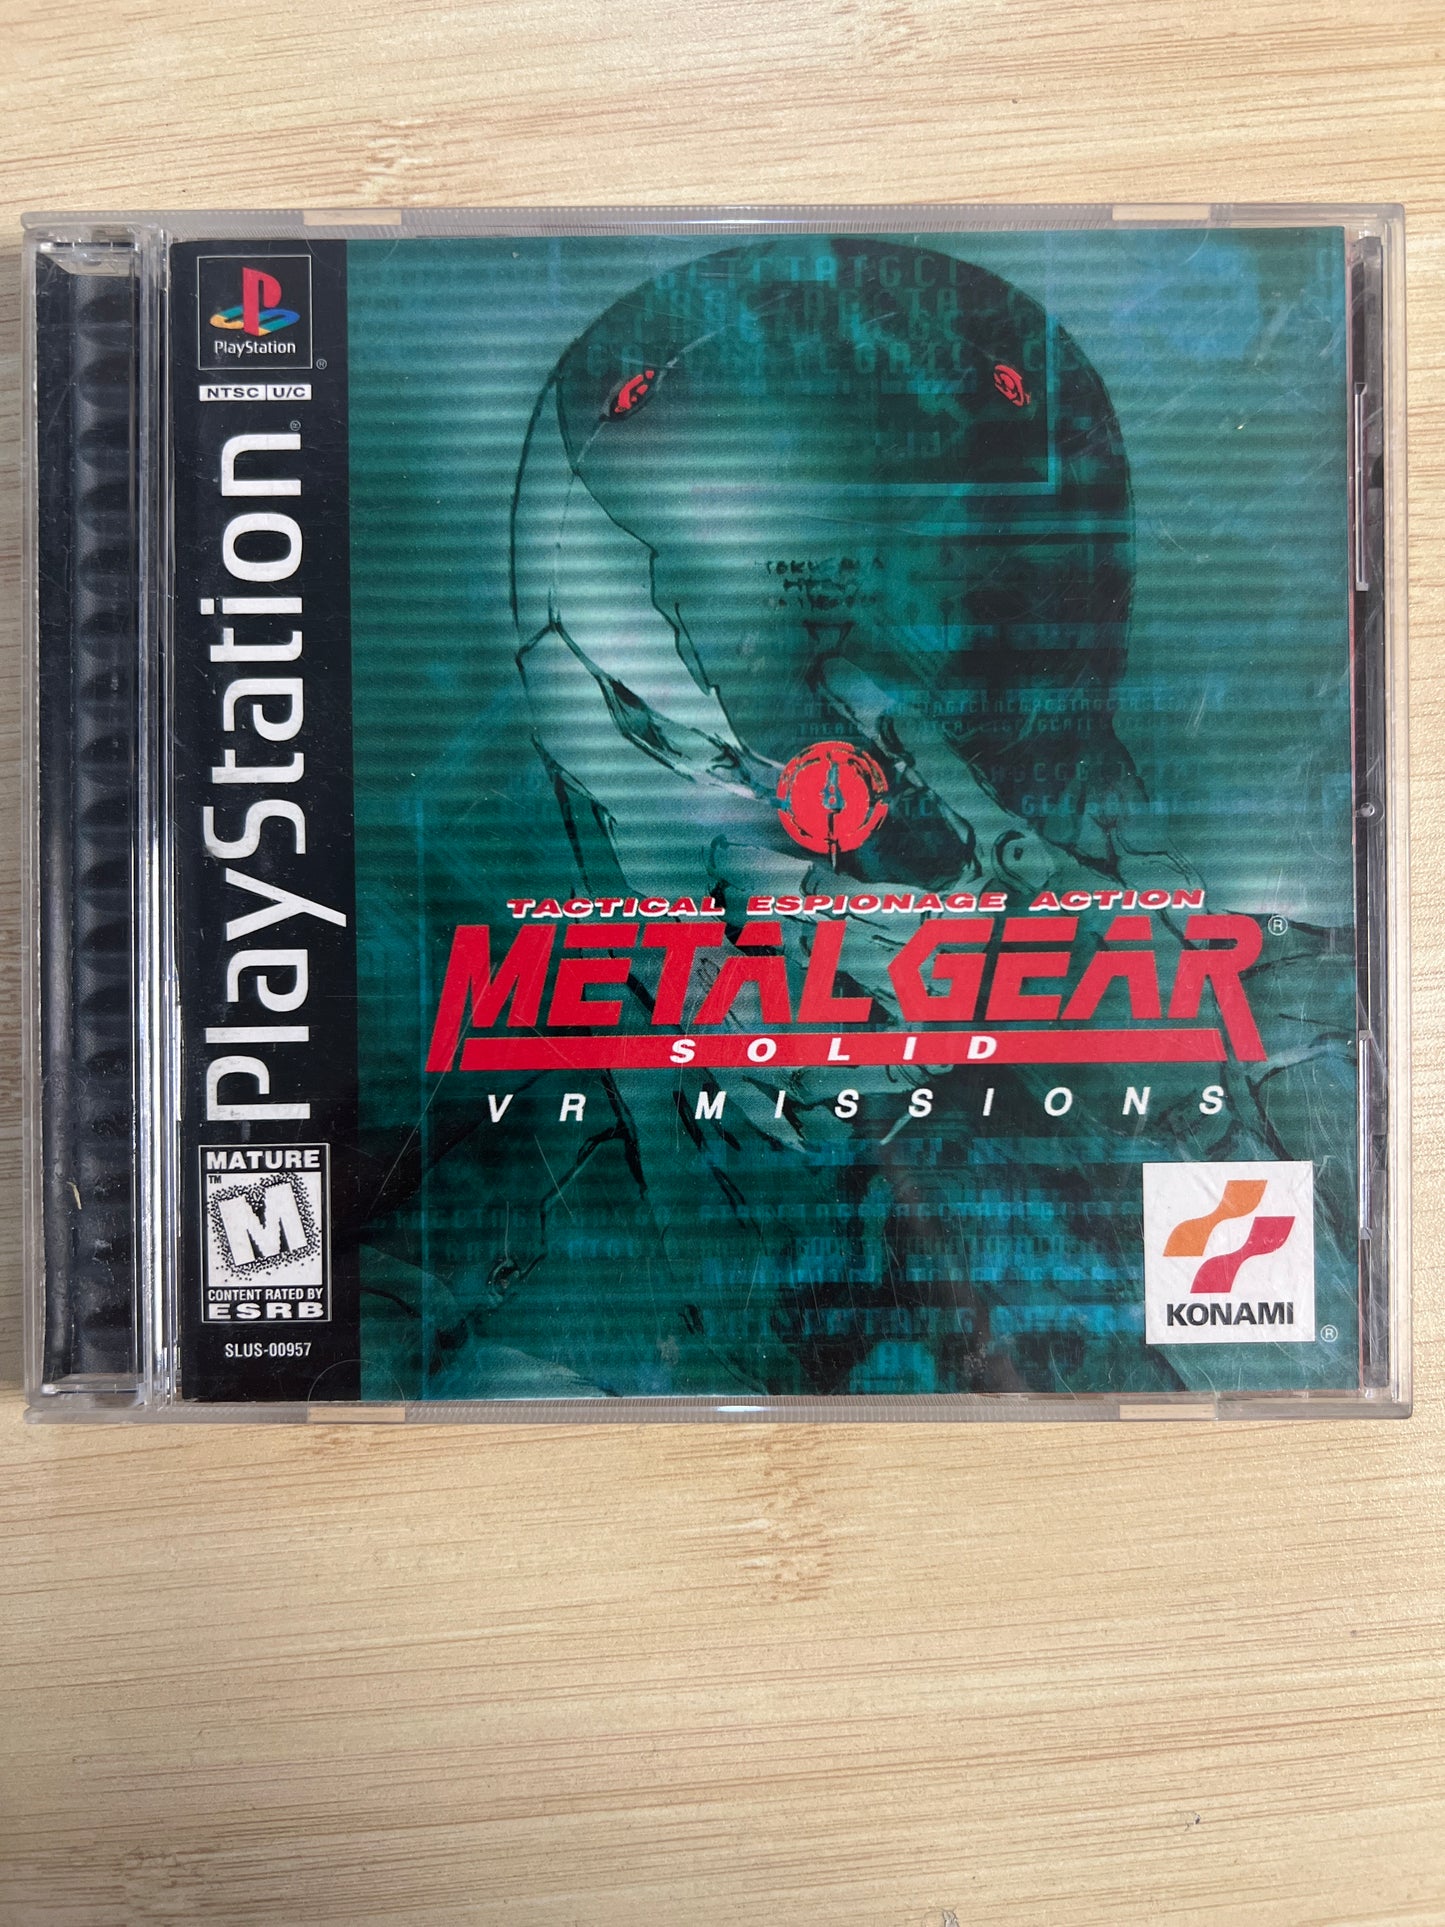 PlayStation
®
NTSC U/C
PlayStation®
MATURE
™
M
CONTENT RATED BY
ESRB
SLUS-00957
TACTICAL ESPIONAGE ACTION
METAL GEAR®
SOLID
VR MISSIONS
KONAMI
®